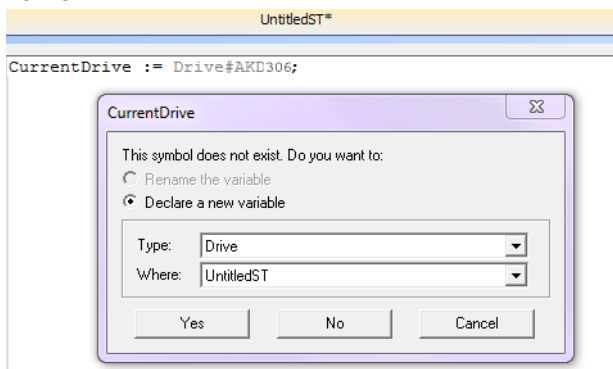 UntitledST*
CurrentDrive := Drive#AKD306;
CurrentDrive
This symbol does not exist. Do you want to:
Rename the variable
Declare a new variable
Type: Drive
Where: UntitledST
Yes No Cancel